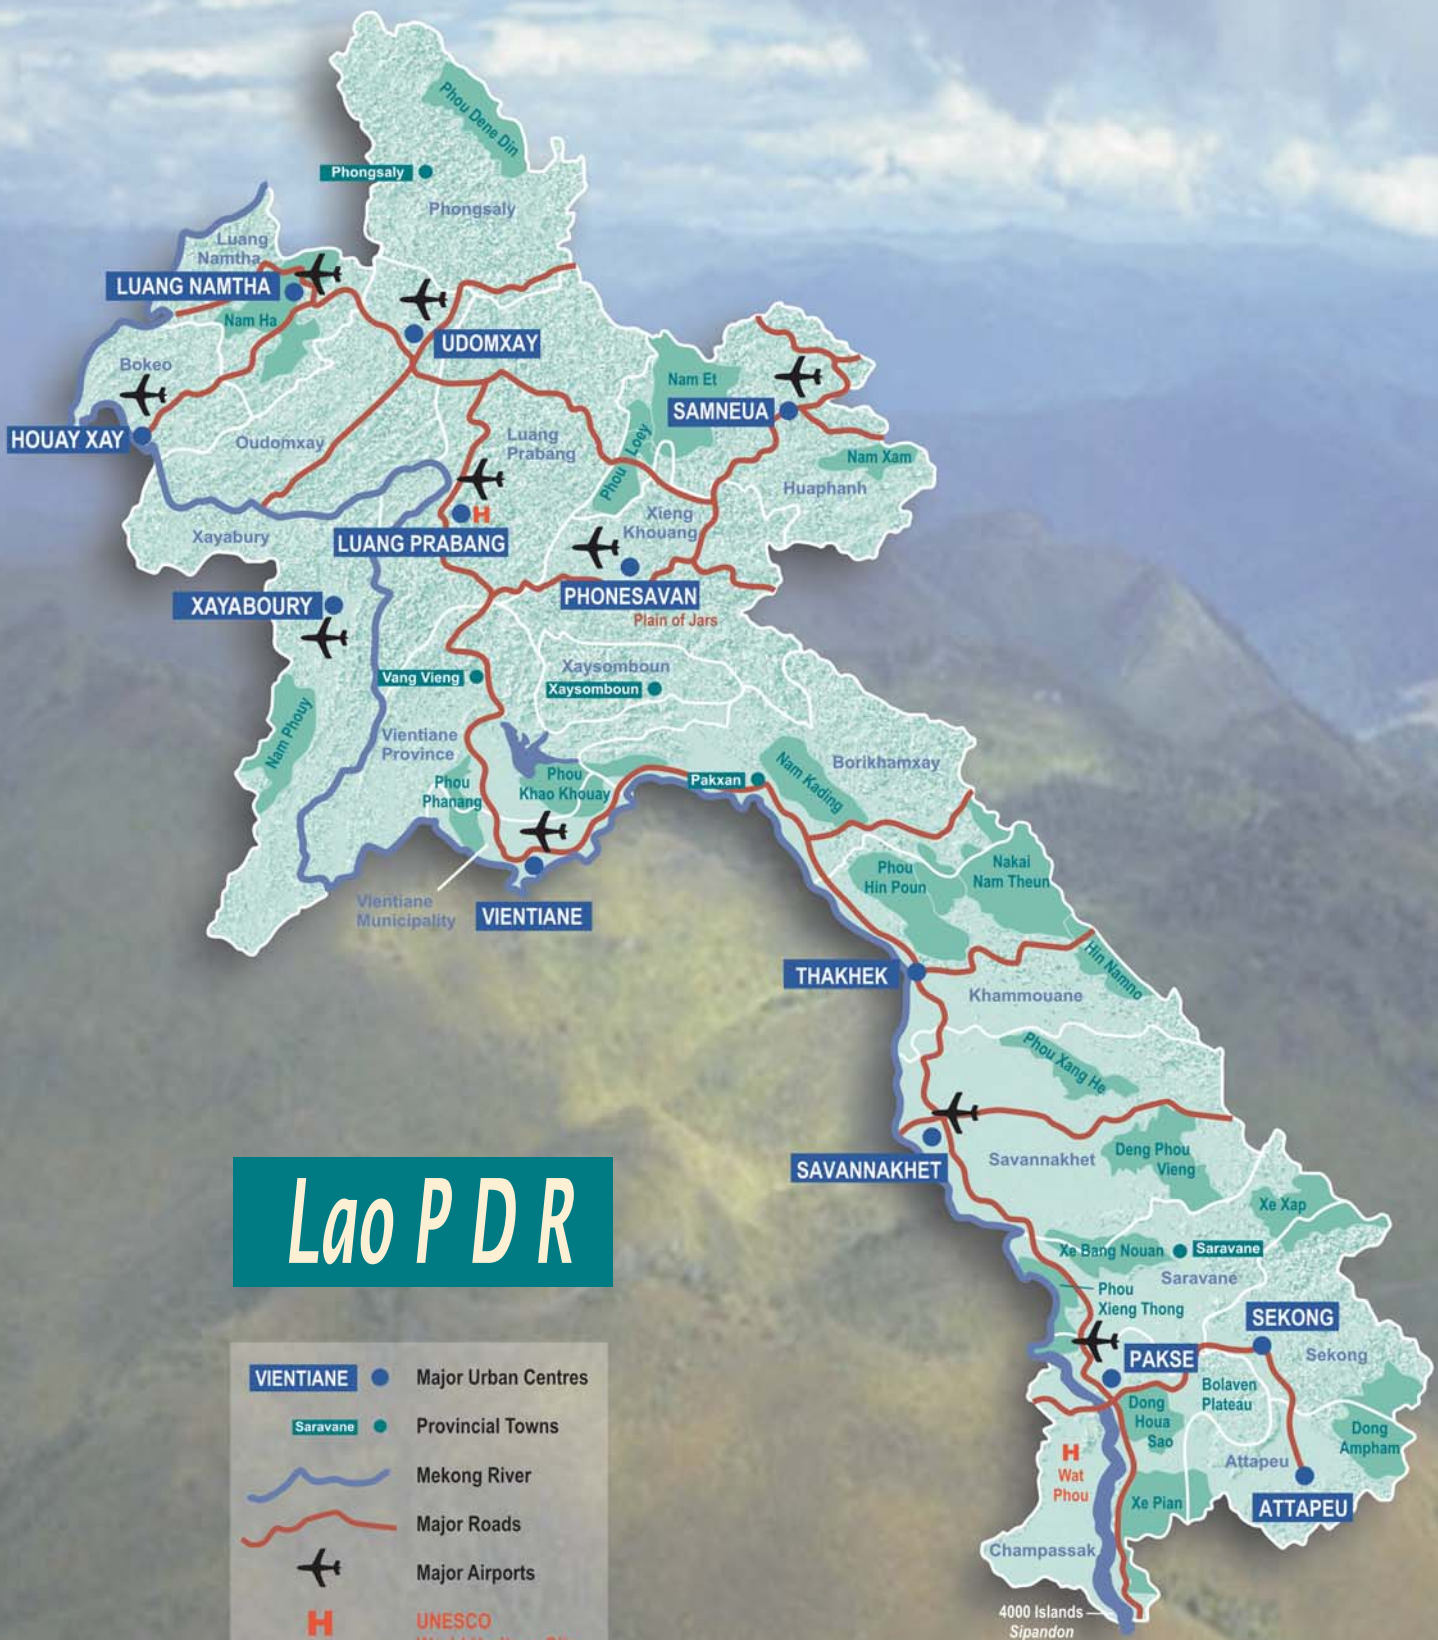 Phou Dene Din
Phongsaly
Phongsaly
Luang
Namtha
LUANG NAMTHA
Nam Ha
UDOMXAY
Bokeo
Nam Et
SAMNEUA
HOUAY XAY
Oudomxay
Luang
Prabang
Phou Loey
Nam Xam
Huaphanh
Xieng
Khouang
Xayabury
H
LUANG PRABANG
PHONESAVAN
Plain of Jars
XAYABOURY
Xaysomboun
Xaysomboun
Vang Vieng
Nam Phouy
Vientiane
Province
Phou
Phanang
Phou
Khao Khouay
Pakxan
Nam Kading
Borikhamxay
Vientiane
Municipality
VIENTIANE
Phou
Hin Poun
Nakai
Nam Theun
THAKHEK
Hin Namno
Khammouane
Phou Xang He
SAVANNAKHET
Savannakhet
Deng Phou
Vieng
Xe Xap
Xe Bang Nouan
Saravane
Saravane
Phou
Xieng Thong
SEKONG
Sekong
PAKSE
Bolaven
Plateau
Dong
Houa
Sao
Dong
Ampham
H
Wat
Phou
Attapeu
Xe Pian
ATTAPEU
Champassak
4000 Islands
Sipandon
Lao P D R
VIENTIANE
Major Urban Centres
Saravane
Provincial Towns
Mekong River
Major Roads
Major Airports
H
UNESCO